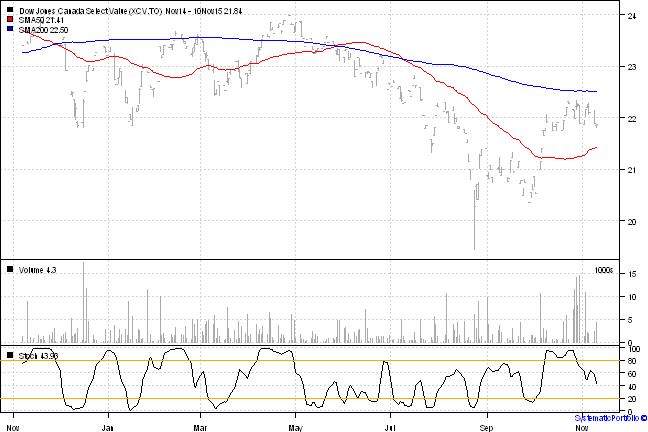 Dow Jones Canada Select Value (XCV.TO) Nov14 - 10Nov15 21.84
SMA50 21.41
SMA200 22.50
24
23
22
21
20
Volume 4.3
1000s
15
10
5
0
Stoch 43.93
100
80
60
40
20
0
SystematicPortfolio ©
Nov Jan Mar May Jul Sep Nov